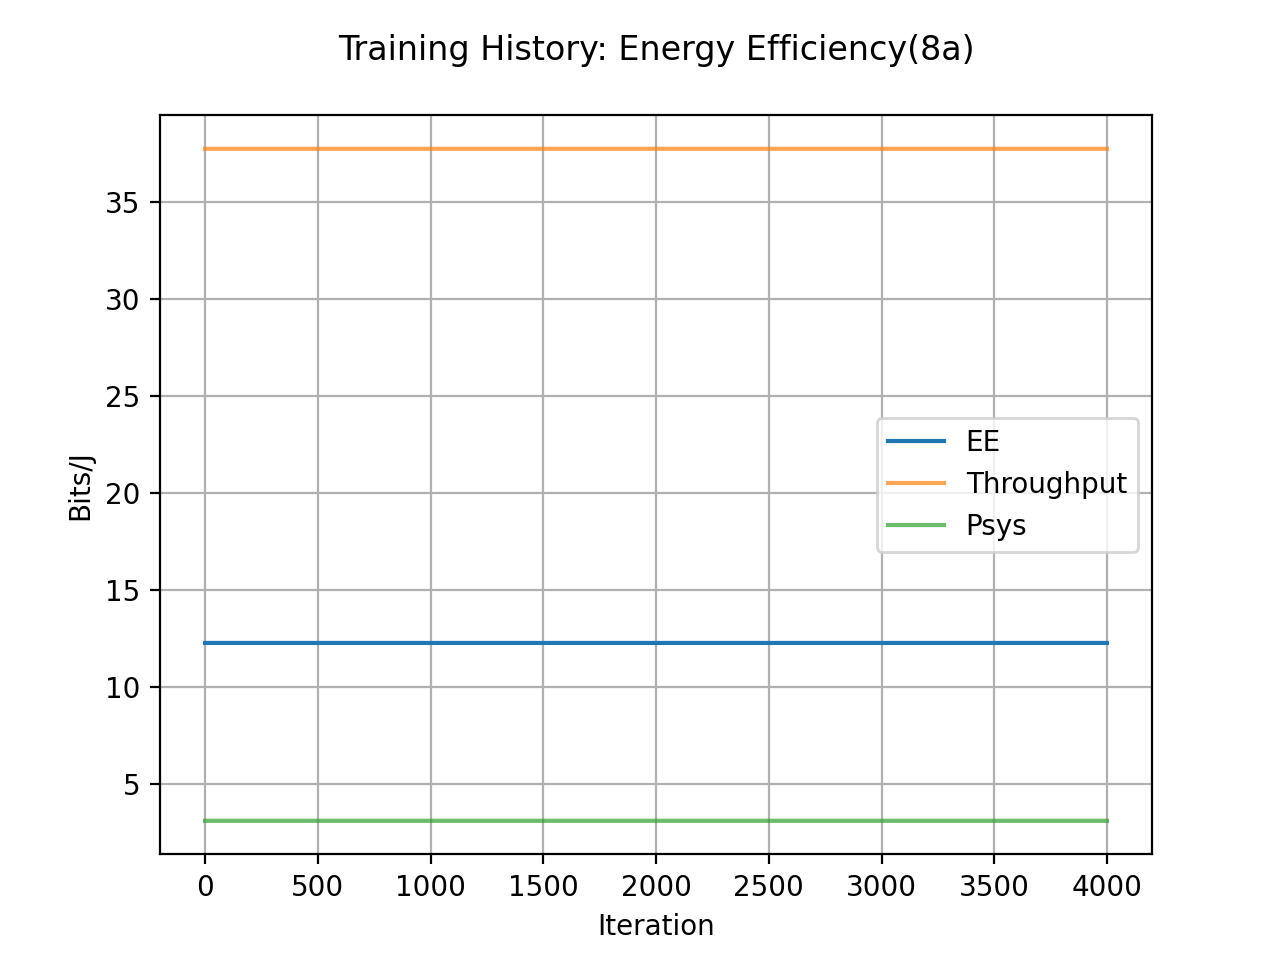 Training History: Energy Efficiency(8a)
35
30
25
20
15
10
5
Bits/J
EE
Throughput
Psys
0 500 1000 1500 2000 2500 3000 3500 4000
Iteration